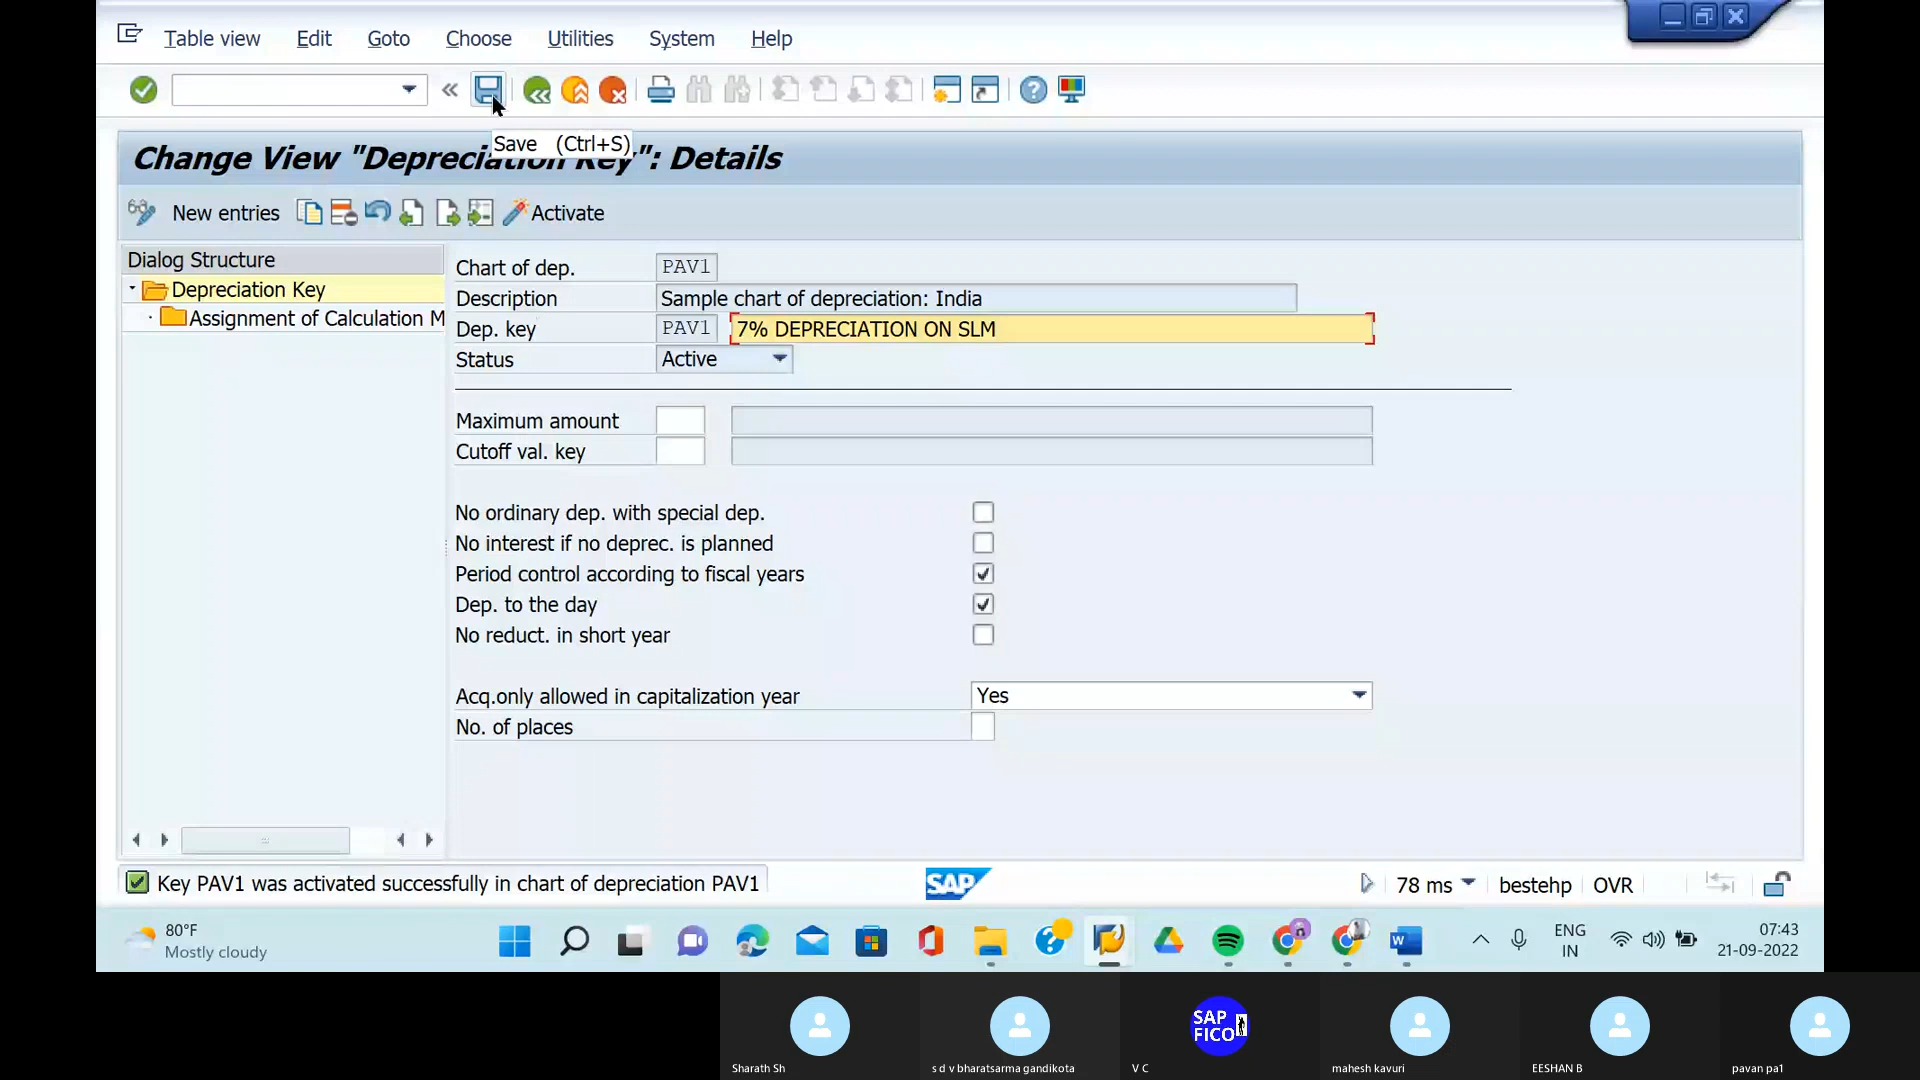 Table view Edit Goto Choose Utilities System Help
Save (Ctrl+S)
Change View "Depreciation Key": Details
New entries Activate
Dialog Structure
Depreciation Key
Assignment of Calculation M
Chart of dep. PAV1
Description Sample chart of depreciation: India
Dep. key PAV1 7% DEPRECIATION ON SLM
Status Active
Maximum amount
Cutoff val. key
No ordinary dep. with special dep.
No interest if no deprec. is planned
Period control according to fiscal years
Dep. to the day
No reduct. in short year
Acq.only allowed in capitalization year Yes
No. of places
Key PAV1 was activated successfully in chart of depreciation PAV1
SAP
78 ms bestehp OVR
80°F
Mostly cloudy
ENG
IN
07:43
21-09-2022
SAP
FICO
Sharath Sh
s d v bharatsarma gandikota
V C
mahesh kavuri
EESHAN B
pavan pa1